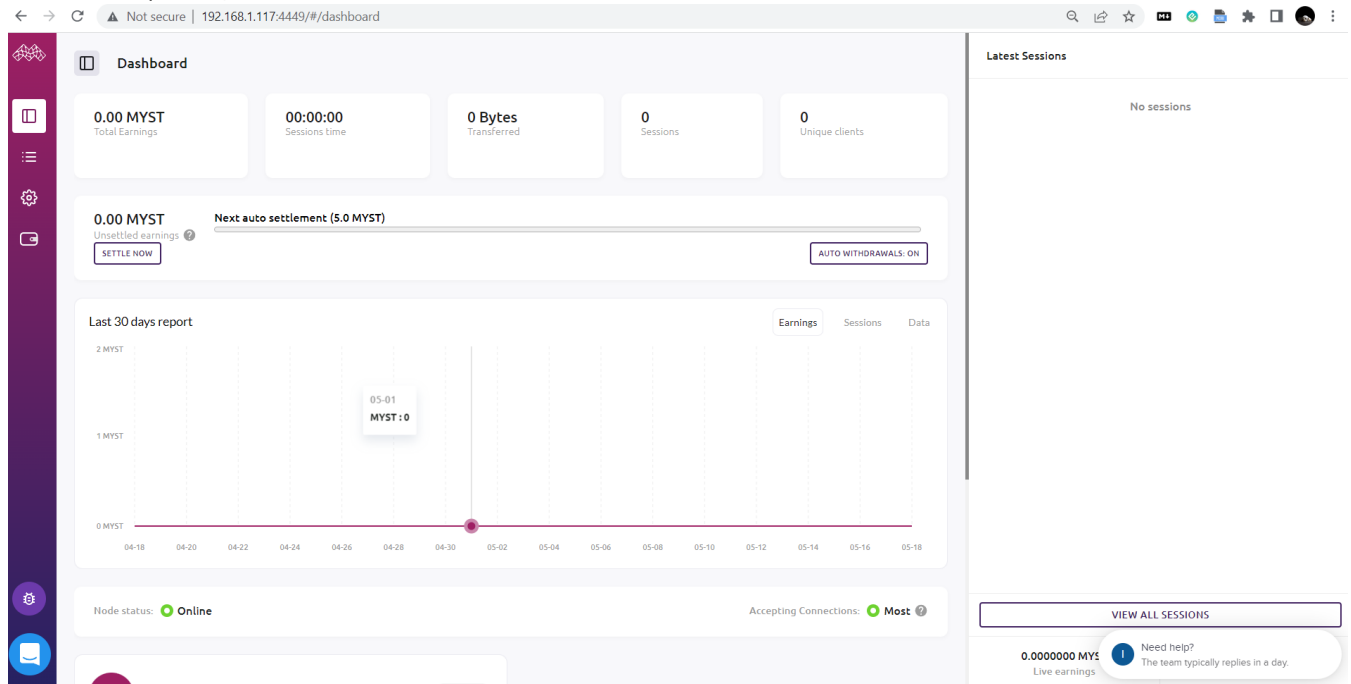 Not secure | 192.168.1.117:4449/#/dashboard
Dashboard
0.00 MYST
Total Earnings
00:00:00
Sessions time
0 Bytes
Transferred
0
Sessions
0
Unique clients
0.00 MYST
Unsettled earnings ?
SETTLE NOW
Next auto settlement (5.0 MYST)
AUTO WITHDRAWALS: ON
Last 30 days report
Earnings Sessions Data
2 MYST
1 MYST
0 MYST
05-01
MYST : 0
04-18 04-20 04-22 04-24 04-26 04-28 04-30 05-02 05-04 05-06 05-08 05-10 05-12 05-14 05-16 05-18
Node status: Online
Accepting Connections: Most ?
Latest Sessions
No sessions
VIEW ALL SESSIONS
0.0000000 MYS
Live earnings
I
Need help?
The team typically replies in a day.